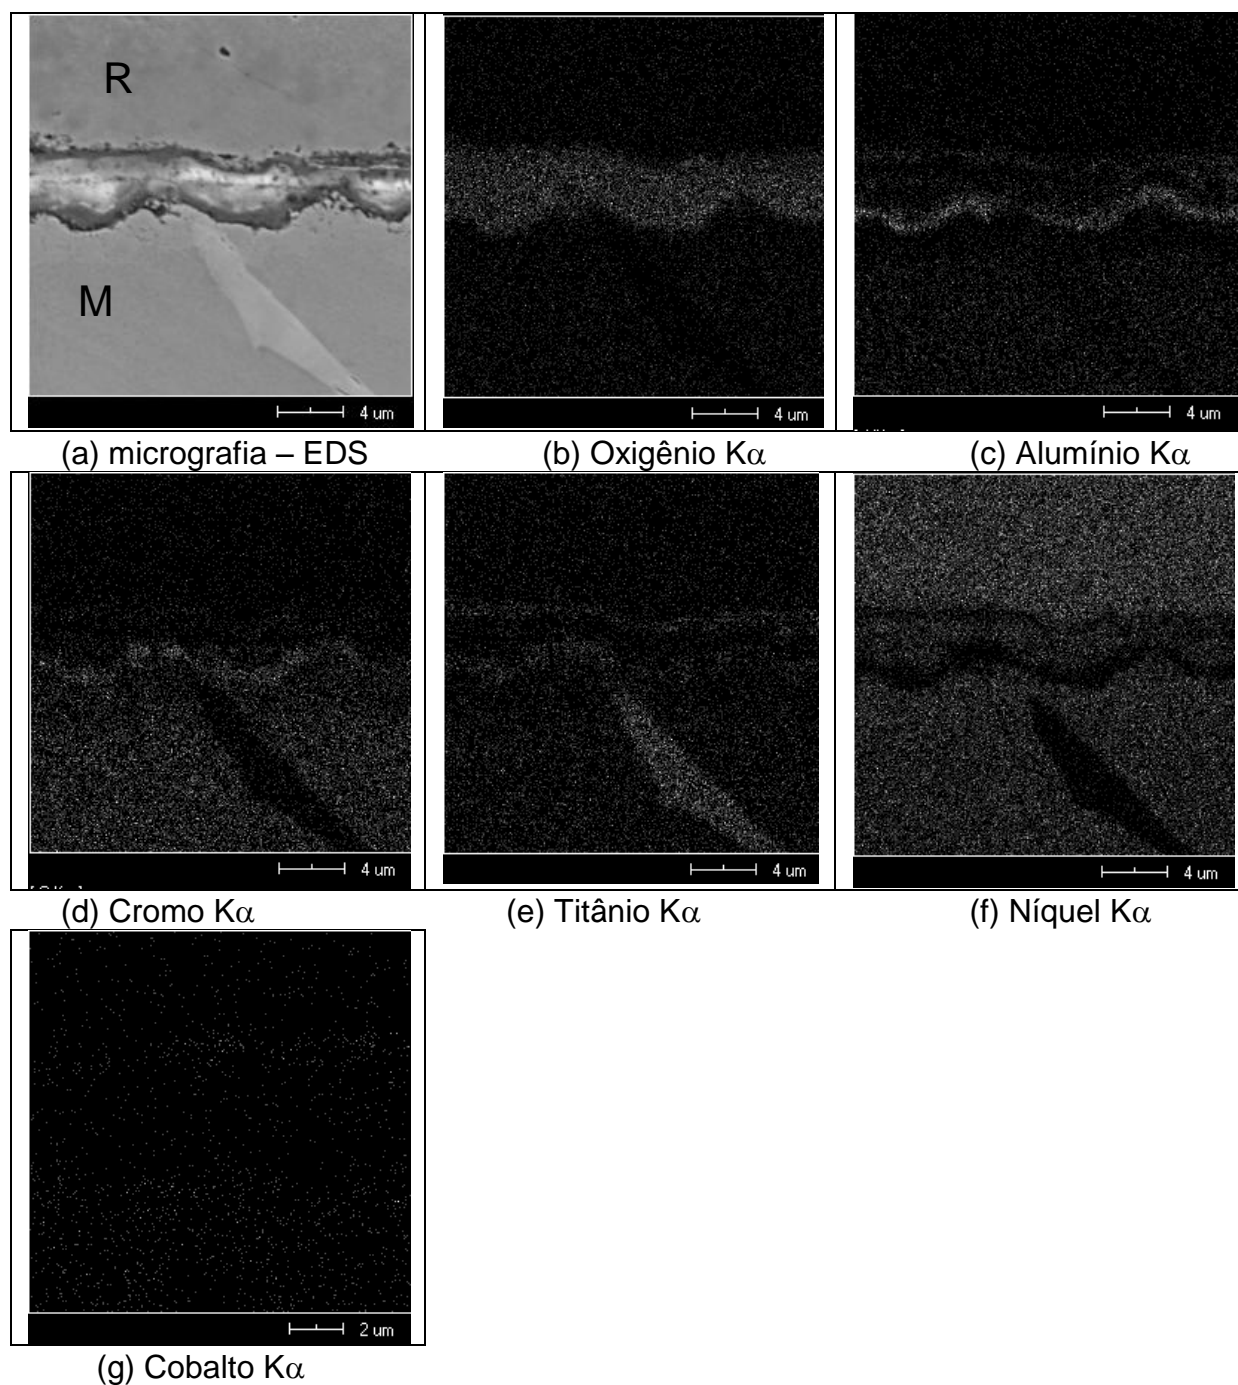 R
M
4 um
4 um
4 um
(a) micrografia – EDS
(b) Oxigênio Kα
(c) Alumínio Kα
4 um
4 um
4 um
(d) Cromo Kα
(e) Titânio Kα
(f) Níquel Kα
2 um
(g) Cobalto Kα